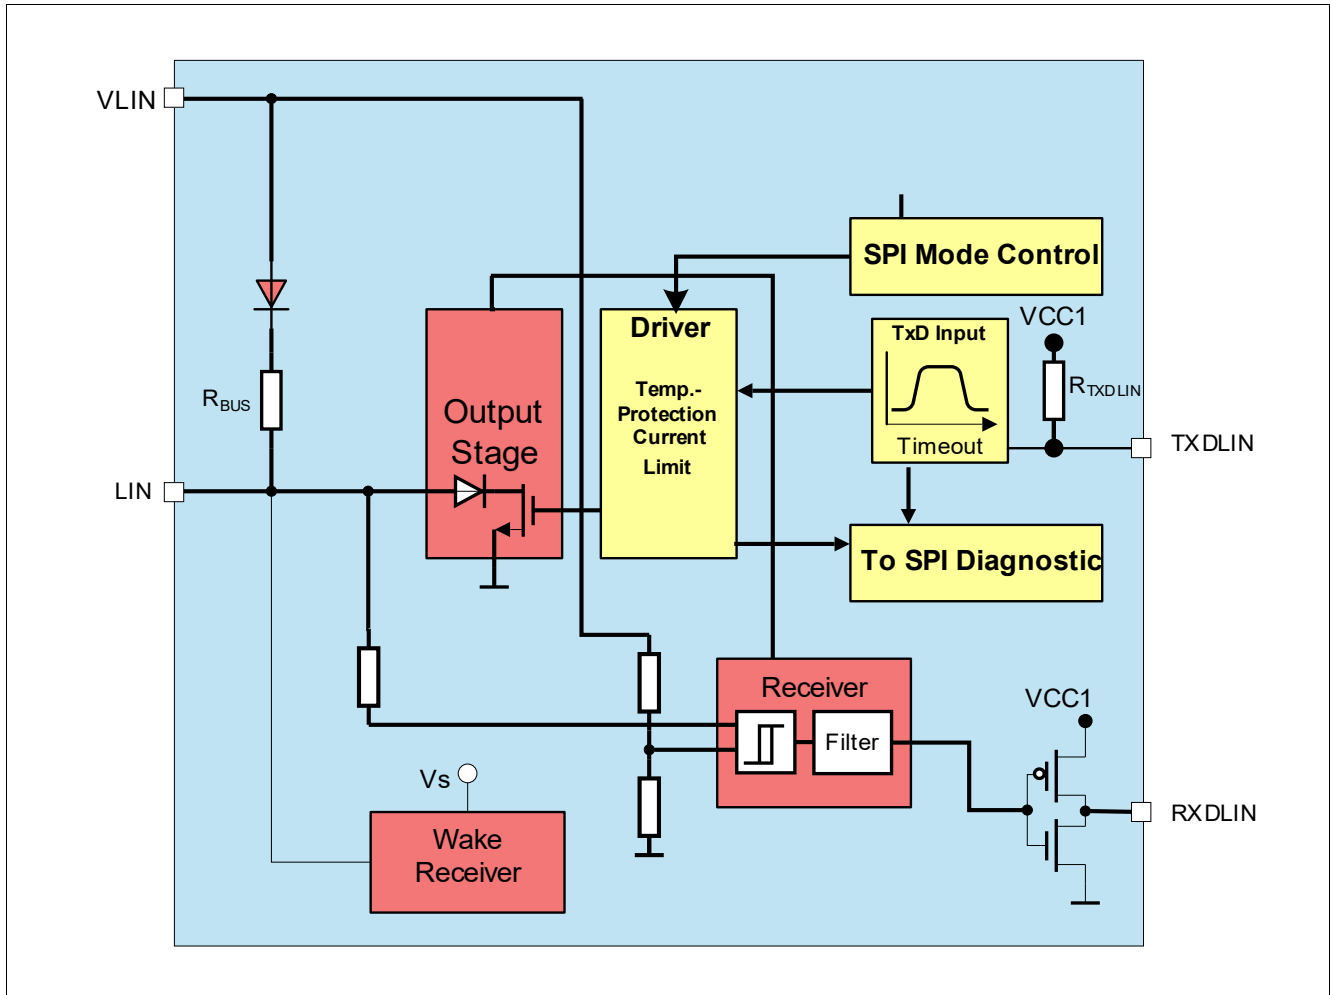 VLIN
SPI Mode Control
VCC1
Driver
TxD Input
RTXDLIN
Temp.-
Protection
Current
Limit
RBUS
Output
Stage
Timeout
TXDLIN
LIN
To SPI Diagnostic
Receiver
VCC1
Filter
Vs
RXDLIN
Wake
Receiver